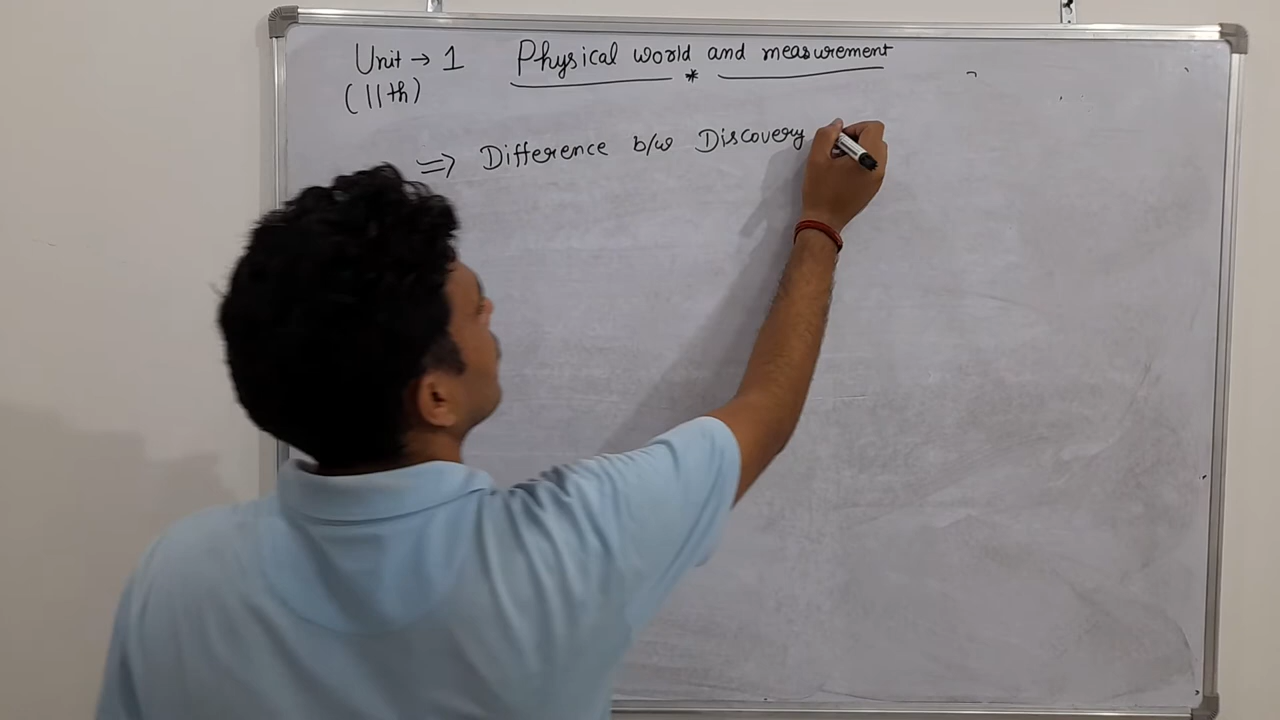 Unit → 1 Physical world and measurement
(11th) *
⇒ Difference b/w Discovery